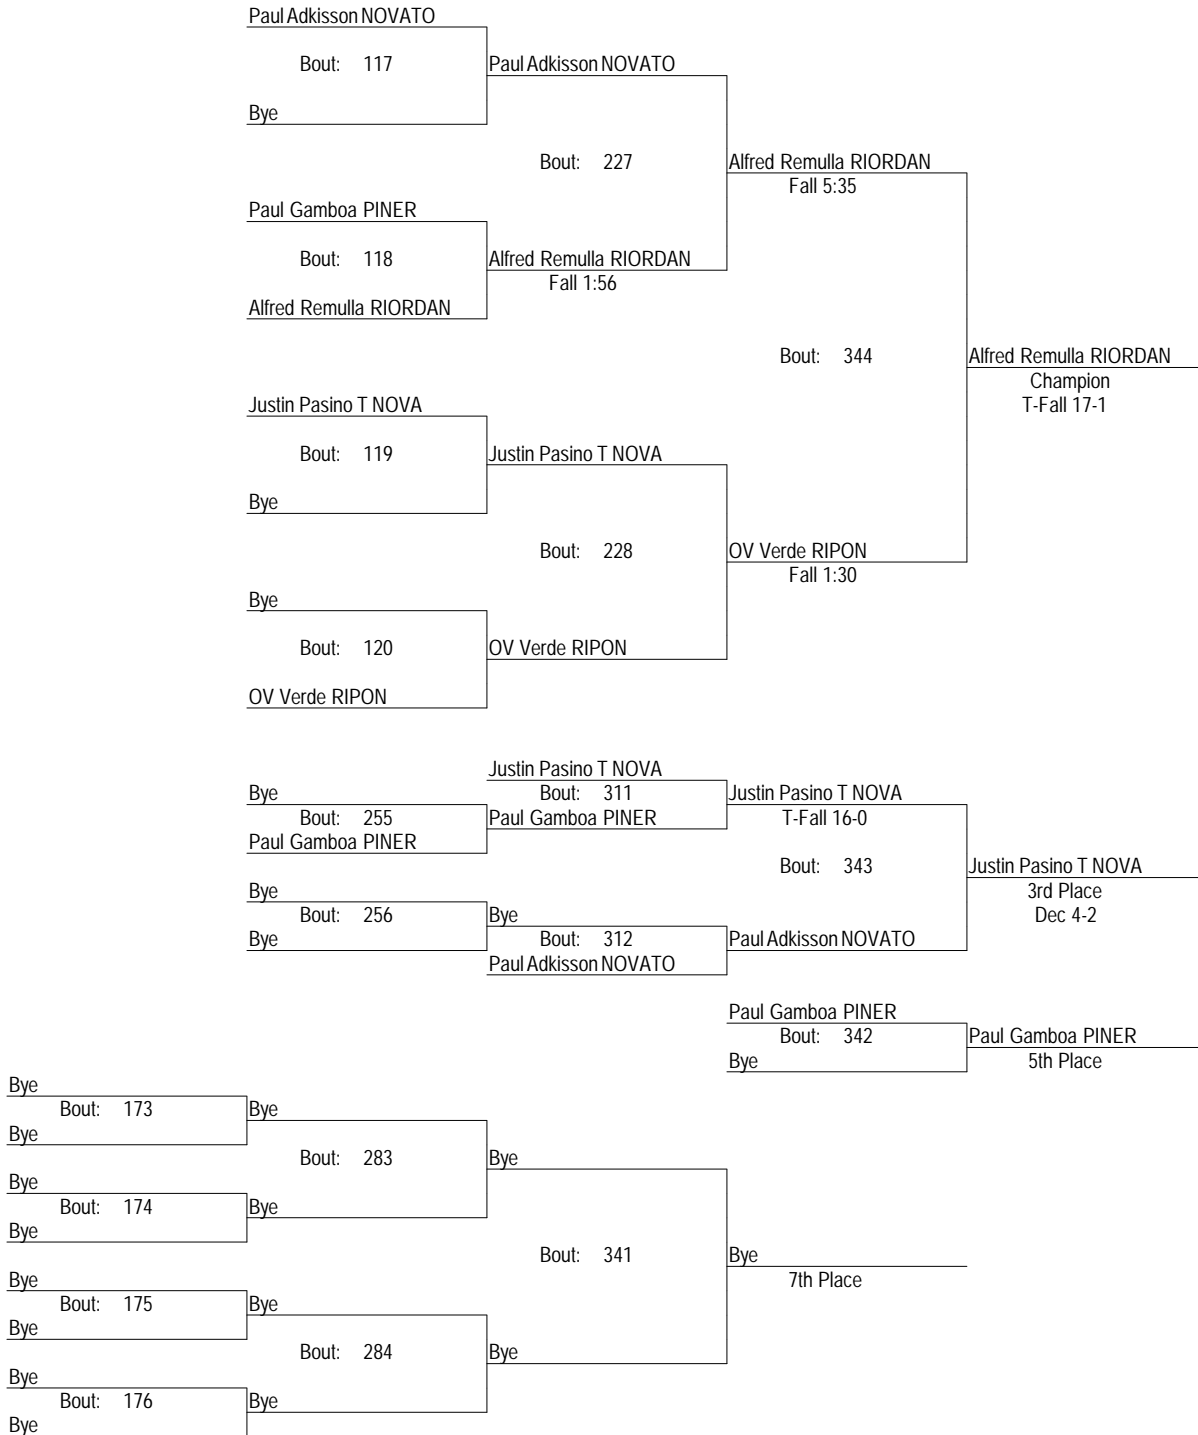 Paul Adkisson NOVATO
Bout: 117 Paul Adkisson NOVATO
Bye
Bout: 227 Alfred Remulla RIORDAN
Fall 5:35
Paul Gamboa PINER
Bout: 118 Alfred Remulla RIORDAN
Fall 1:56
Alfred Remulla RIORDAN
Bout: 344 Alfred Remulla RIORDAN
Champion
T-Fall 17-1
Justin Pasino T NOVA
Bout: 119 Justin Pasino T NOVA
Bye
Bout: 228 OV Verde RIPON
Fall 1:30
Bye
Bout: 120 OV Verde RIPON
OV Verde RIPON
Justin Pasino T NOVA
Bye Bout: 311 Justin Pasino T NOVA
Bout: 255 Paul Gamboa PINER T-Fall 16-0
Paul Gamboa PINER
Bout: 343 Justin Pasino T NOVA
Bye 3rd Place
Bout: 256 Bye Dec 4-2
Bye Bout: 312 Paul Adkisson NOVATO
Paul Adkisson NOVATO
Paul Gamboa PINER
Bout: 342 Paul Gamboa PINER
Bye 5th Place
Bye
Bout: 173 Bye
Bye
Bout: 283 Bye
Bye
Bout: 174 Bye
Bye
Bout: 341 Bye
7th Place
Bye
Bout: 175 Bye
Bye
Bout: 284 Bye
Bye
Bout: 176 Bye
Bye